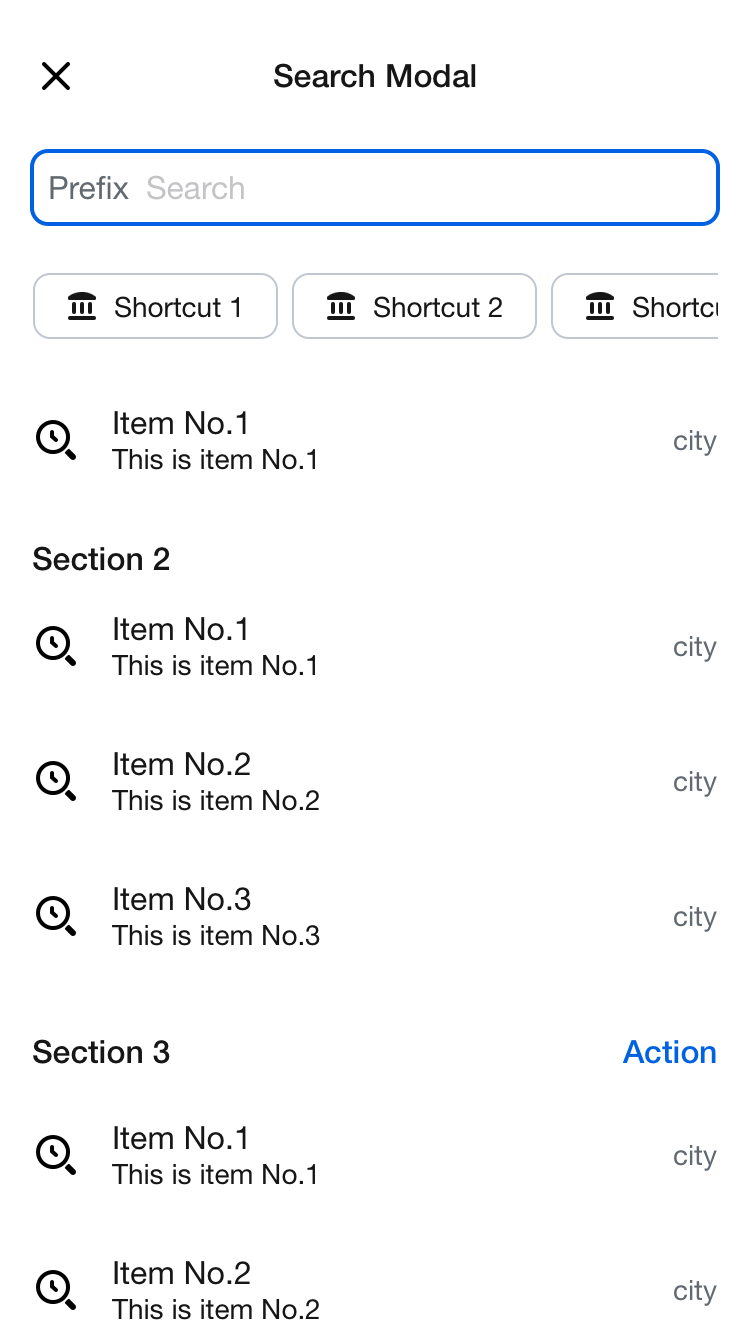 Search Modal
Prefix Search
Shortcut 1 Shortcut 2 Shortcu
Item No.1
This is item No.1
city
Section 2
Item No.1
This is item No.1
city
Item No.2
This is item No.2
city
Item No.3
This is item No.3
city
Section 3 Action
Item No.1
This is item No.1
city
Item No.2
This is item No.2
city